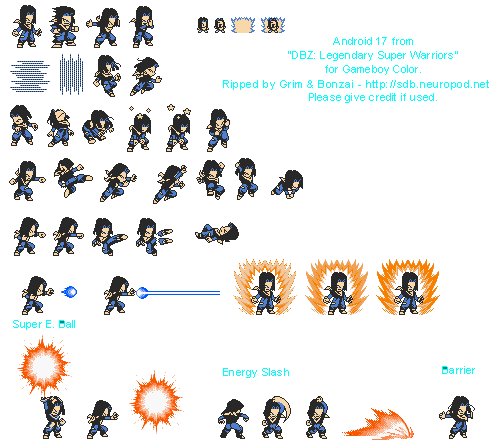 Android 17 from
"DBZ: Legendary Super Warriors"
for Gameboy Color.
Ripped by Grim & Bonzai - http://sdb.neuropod.net
Please give credit if used.
Super E. Ball
Energy Slash
Barrier